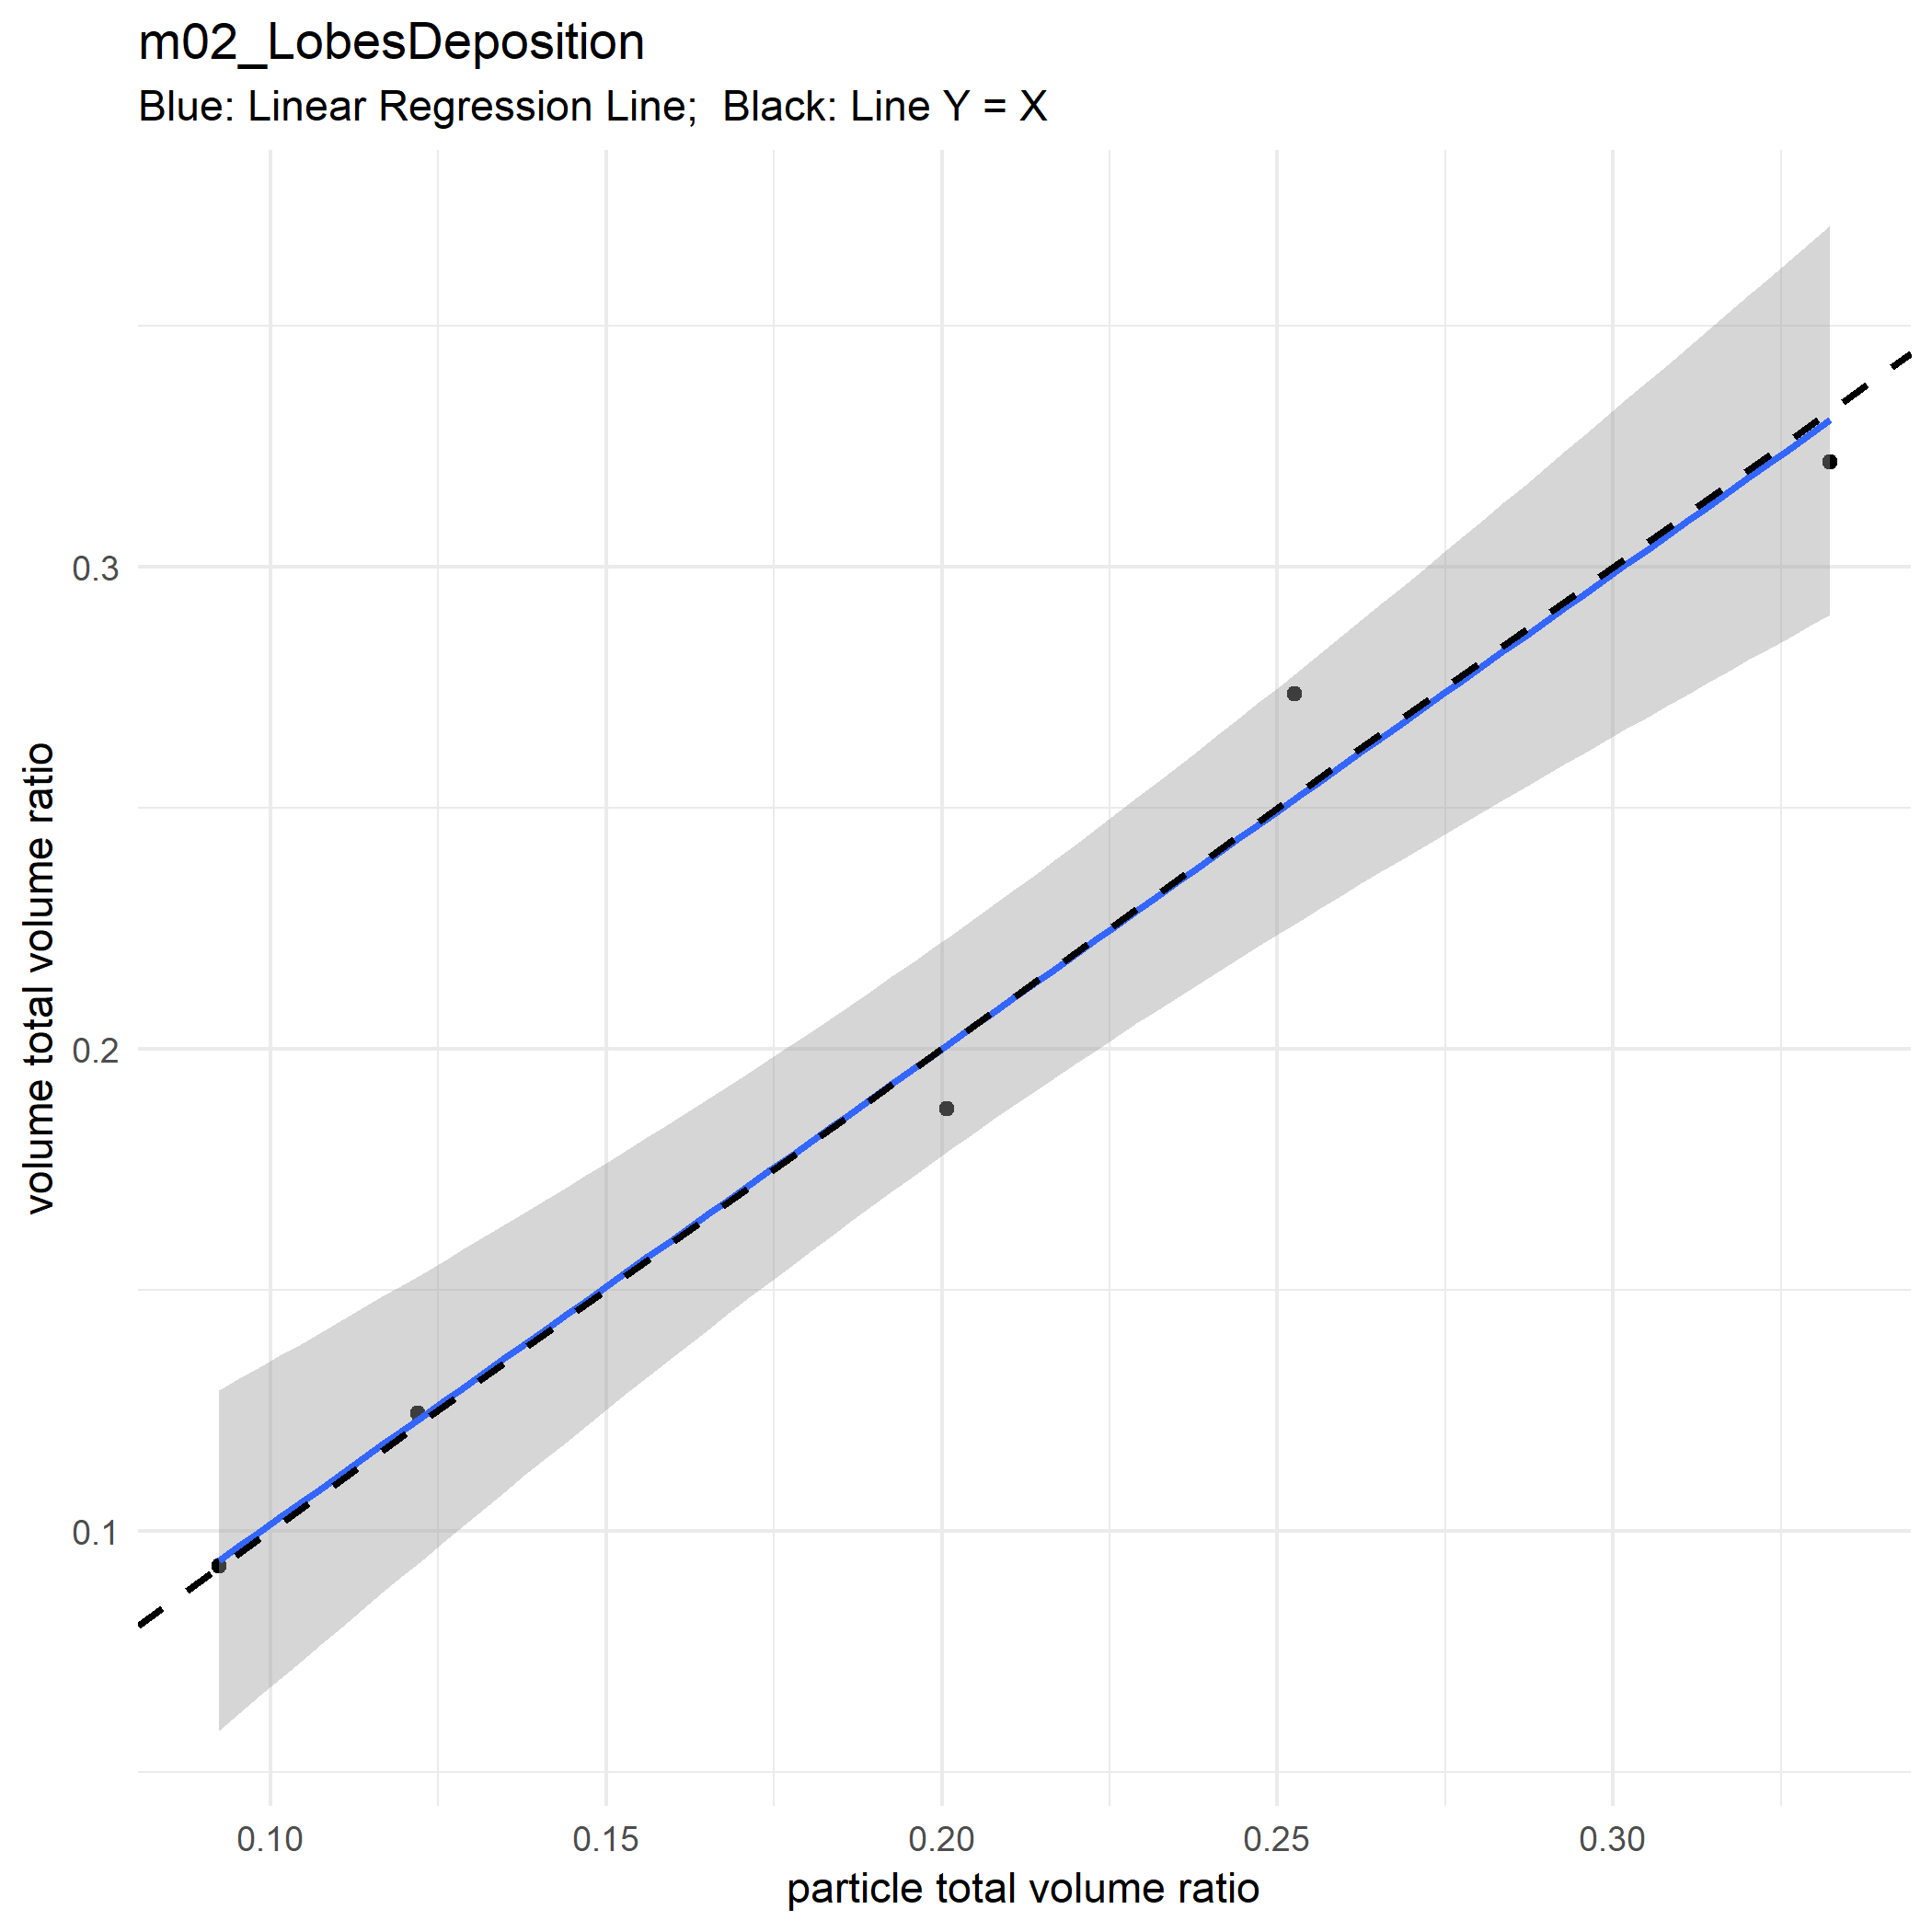 m02_LobesDeposition
Blue: Linear Regression Line;  Black: Line Y = X
volume total volume ratio
0.3
0.2
0.1
0.10 0.15 0.20 0.25 0.30
particle total volume ratio